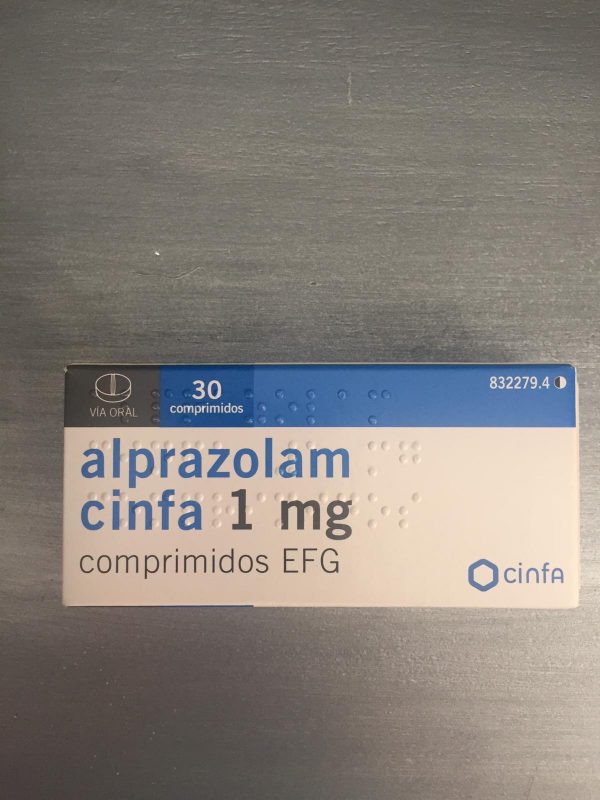 VÍA ORAL
30
comprimidos
832279.4
alprazolam
cinfa 1 mg
comprimidos EFG
cinfa